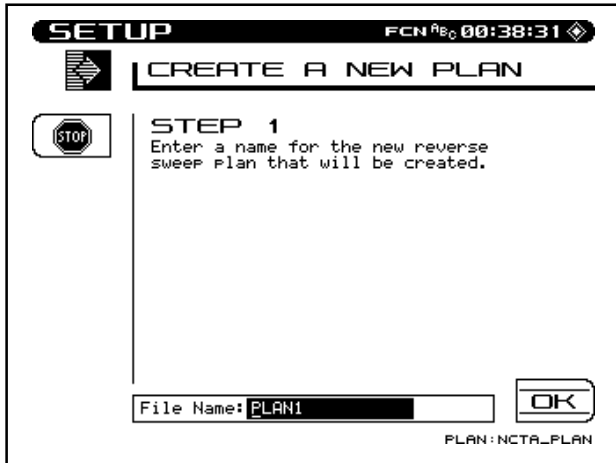 SETUP FCN ABC 00:38:31
CREATE A NEW PLAN
STOP
STEP 1
Enter a name for the new reverse
sweep plan that will be created.
File Name: PLAN1
OK
PLAN:NCTA_PLAN